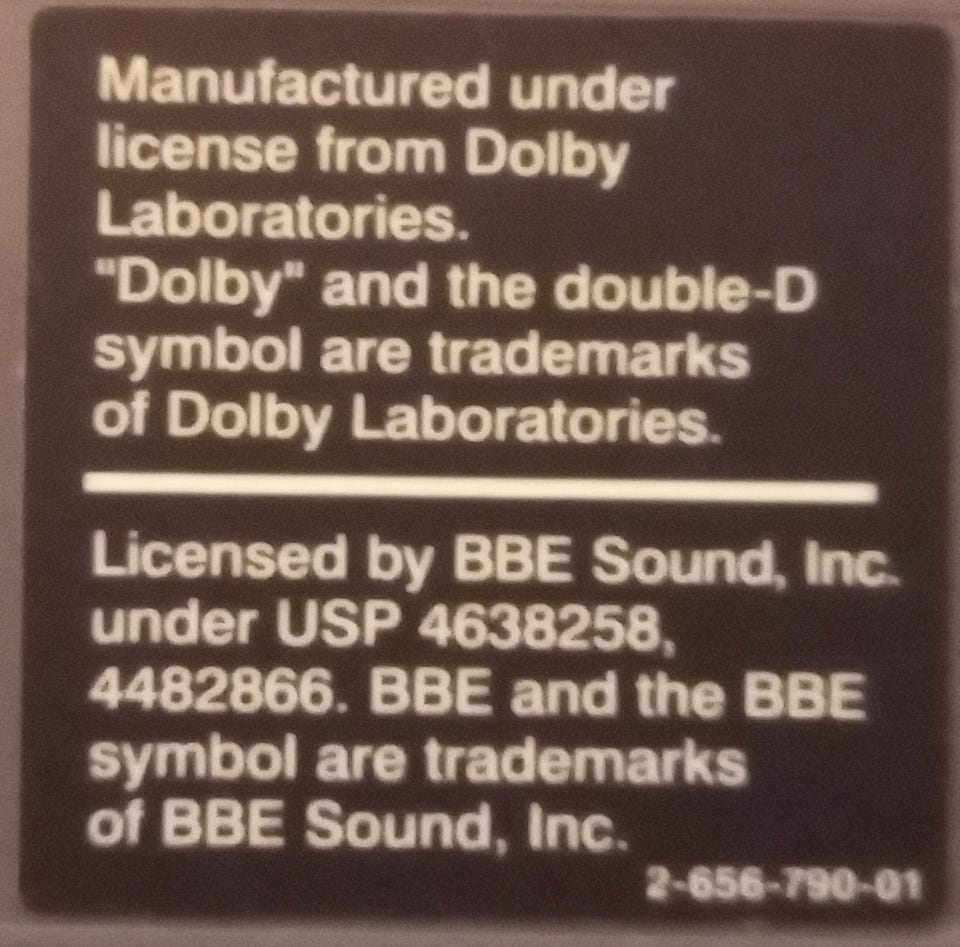 Manufactured under
license from Dolby
Laboratories.
"Dolby" and the double-D
symbol are trademarks
of Dolby Laboratories.
Licensed by BBE Sound, Inc.
under USP 4638258,
4482866. BBE and the BBE
symbol are trademarks
of BBE Sound, Inc.
2-656-790-01